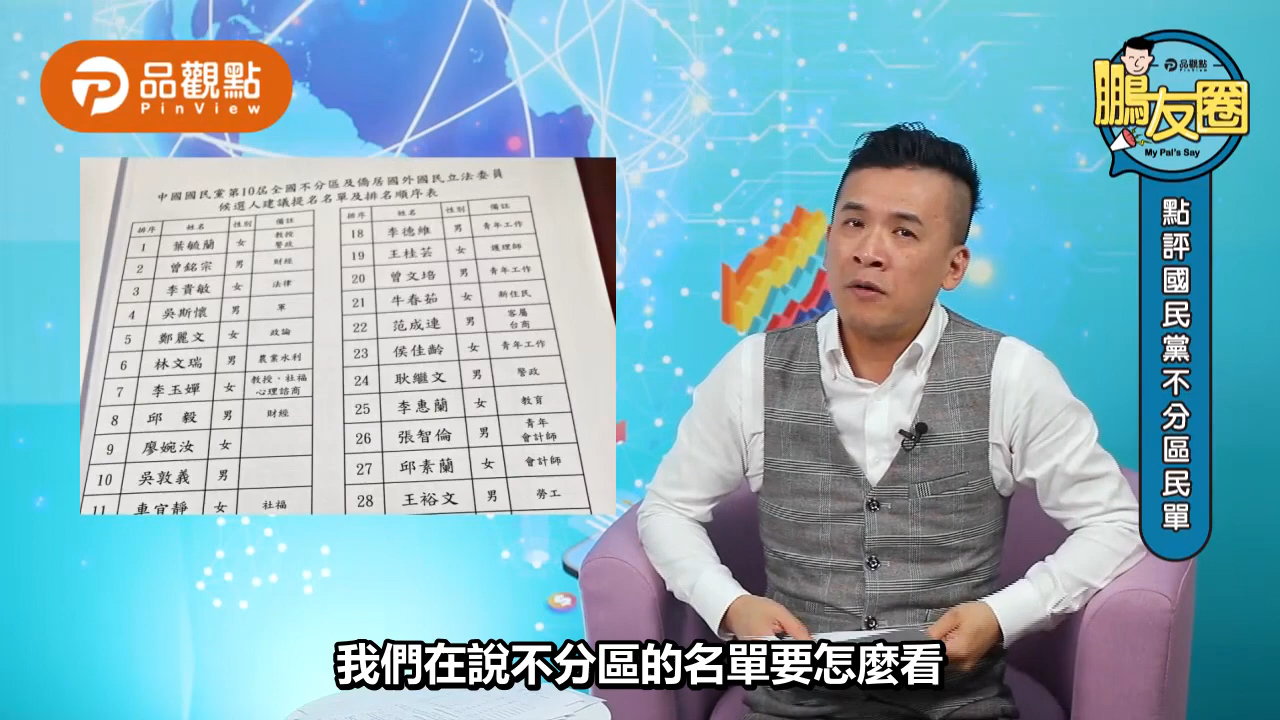 品觀點
PinView
品觀點
鵬友圈
My Pal's Say
點評國民黨不分區民單
中國國民黨第10屆全國不分區及僑居國外國民立法委員
候選人建議提名名單及排名順序表
排序 姓名 性別 備註
1 葉毓蘭 女 教授 警政
2 曾銘宗 男 財經
3 李貴敏 女 法律
4 吳斯懷 男 軍
5 鄭麗文 女 政論
6 林文瑞 男 農業水利
7 李玉嬋 女 教授、社福 心理諮商
8 邱 毅 男 財經
9 廖婉汝 女
10 吳敦義 男
11 車宜靜 女 社福
排序 姓名 性別 備註
18 李德維 男 青年工作
19 王桂芸 女 護理師
20 曾文培 男 青年工作
21 牛春茹 女 新住民
22 范成連 男 客屬 台商
23 侯佳齡 女 青年工作
24 耿繼文 男 警政
25 李惠蘭 女 教育
26 張智倫 男 青年 會計師
27 邱素蘭 女 會計師
28 王裕文 男 勞工
我們在說不分區的名單要怎麼看